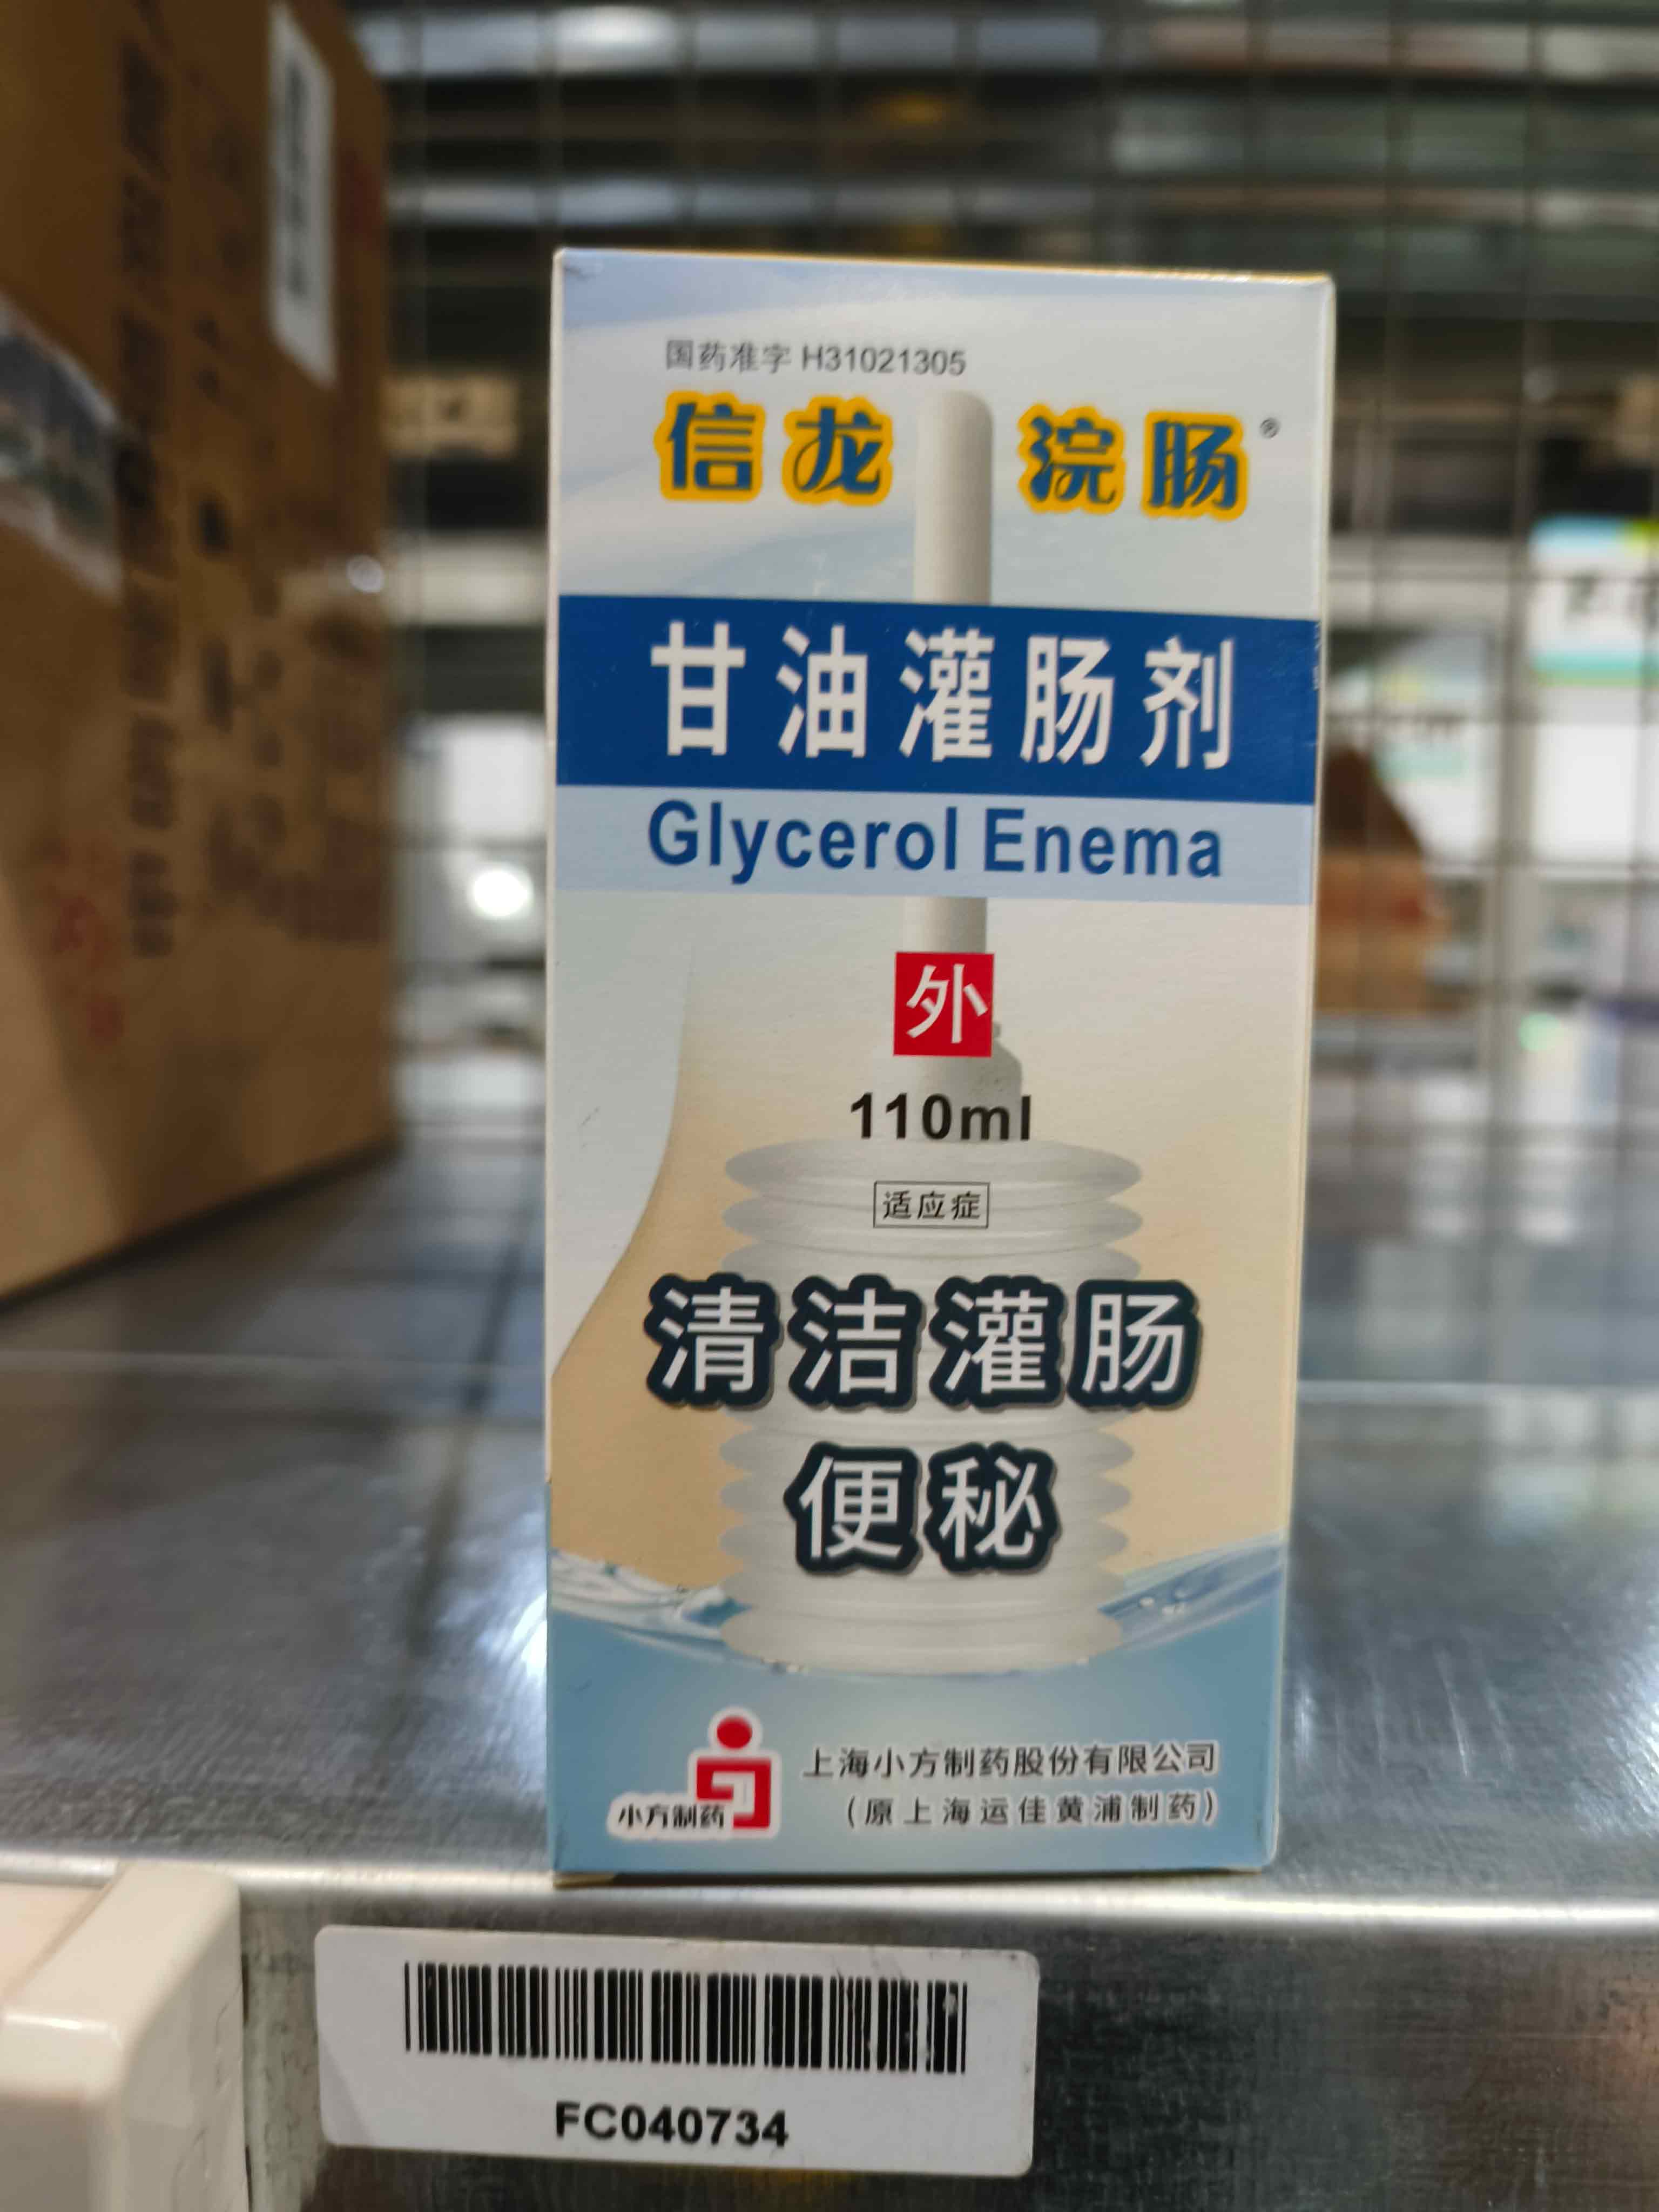 国药准字 H31021305
信龙 浣肠®
甘油灌肠剂
Glycerol Enema
外
110ml
适应症
清洁灌肠
便秘
小方制药
上海小方制药股份有限公司
(原上海运佳黄浦制药)
FC040734